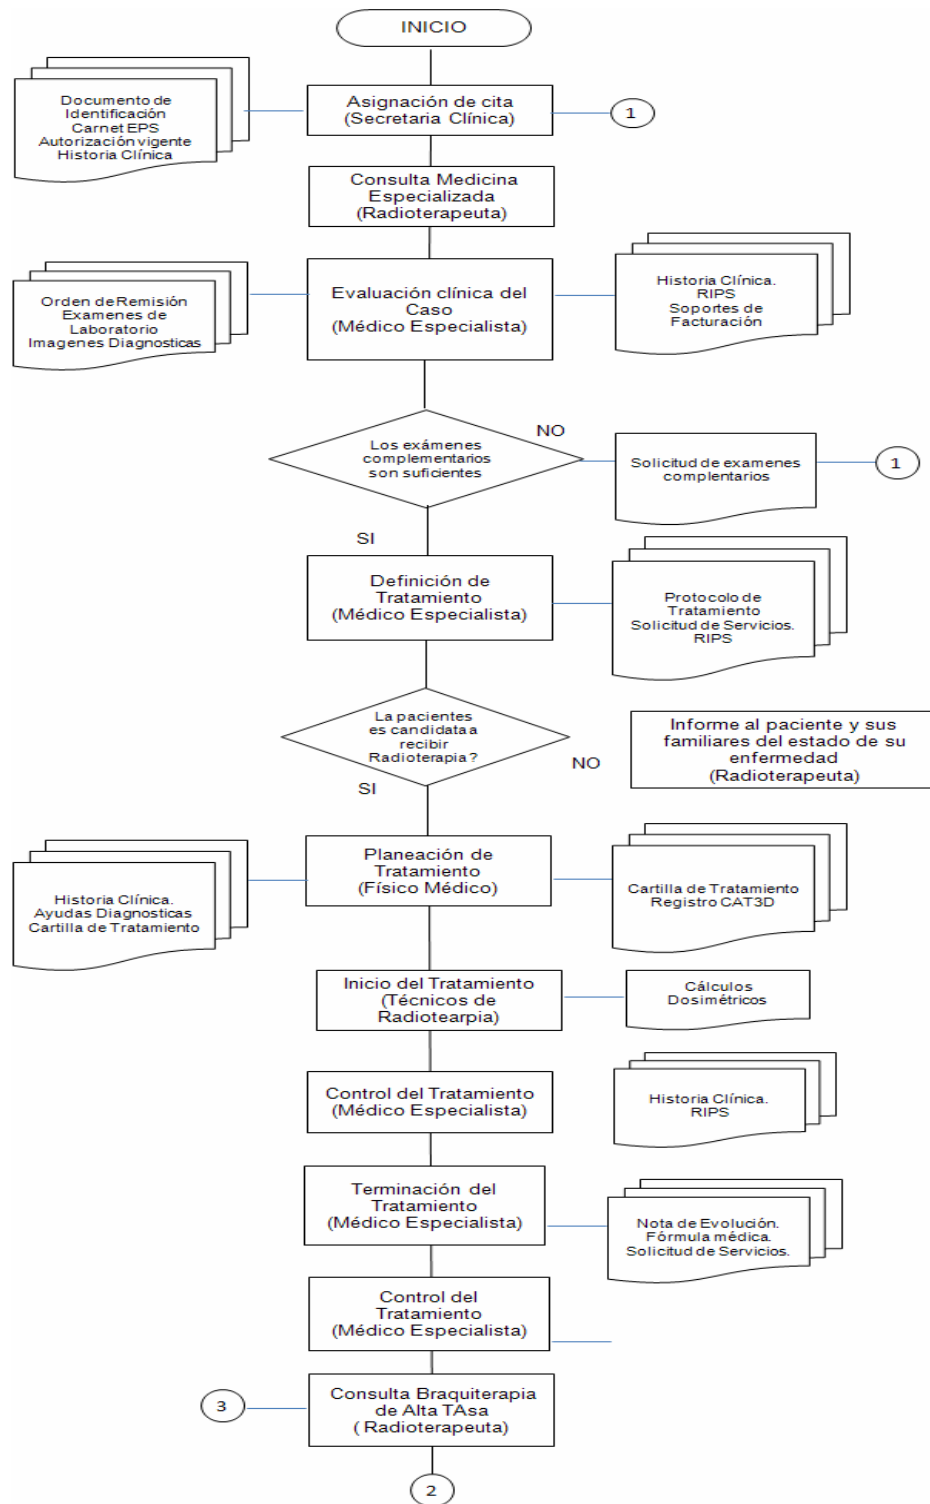 INICIO
Documento de
Identificación
Carnet EPS
Autorización vigente
Historia Clínica
Asignación de cita
(Secretaria Clínica)
1
Consulta Medicina
Especializada
(Radioterapeuta)
Orden de Remisión
Examenes de
Laboratorio
Imagenes Diagnosticas
Evaluación clínica del
Caso
(Médico Especialista)
Historia Clínica.
RIPS
Soportes de
Facturación
Los exámenes
complementarios
son suficientes
NO
Solicitud de examenes
complentarios
1
SI
Definición de
Tratamiento
(Médico Especialista)
Protocolo de
Tratamiento
Solicitud de Servicios.
RIPS
La pacientes
es candidata a
recibir
Radioterapia?
NO
Informe al paciente y sus
familiares del estado de su
enfermedad
(Radioterapeuta)
SI
Historia Clínica.
Ayudas Diagnosticas
Cartilla de Tratamiento
Planeación de
Tratamiento
(Físico Médico)
Cartilla de Tratamiento
Registro CAT3D
Inicio del Tratamiento
(Técnicos de
Radiotearpia)
Cálculos
Dosimétricos
Control del Tratamiento
(Médico Especialista)
Historia Clínica.
RIPS
Terminación del
Tratamiento
(Médico Especialista)
Nota de Evolución.
Fórmula médica.
Solicitud de Servicios.
Control del
Tratamiento
(Médico Especialista)
3
Consulta Braquiterapia
de Alta TAsa
( Radioterapeuta)
2